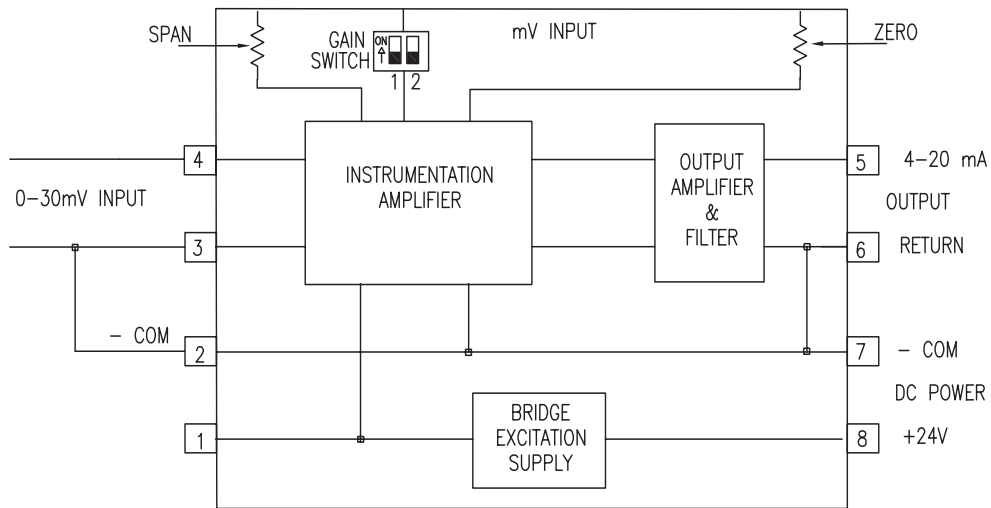 SPAN
GAIN
SWITCH
ON
1 2
mV INPUT
ZERO
4
INSTRUMENTATION
AMPLIFIER
OUTPUT
AMPLIFIER
&
FILTER
5
4-20 mA
0-30mV INPUT
OUTPUT
3
6
RETURN
- COM
2
7
- COM
DC POWER
1
BRIDGE
EXCITATION
SUPPLY
8
+24V